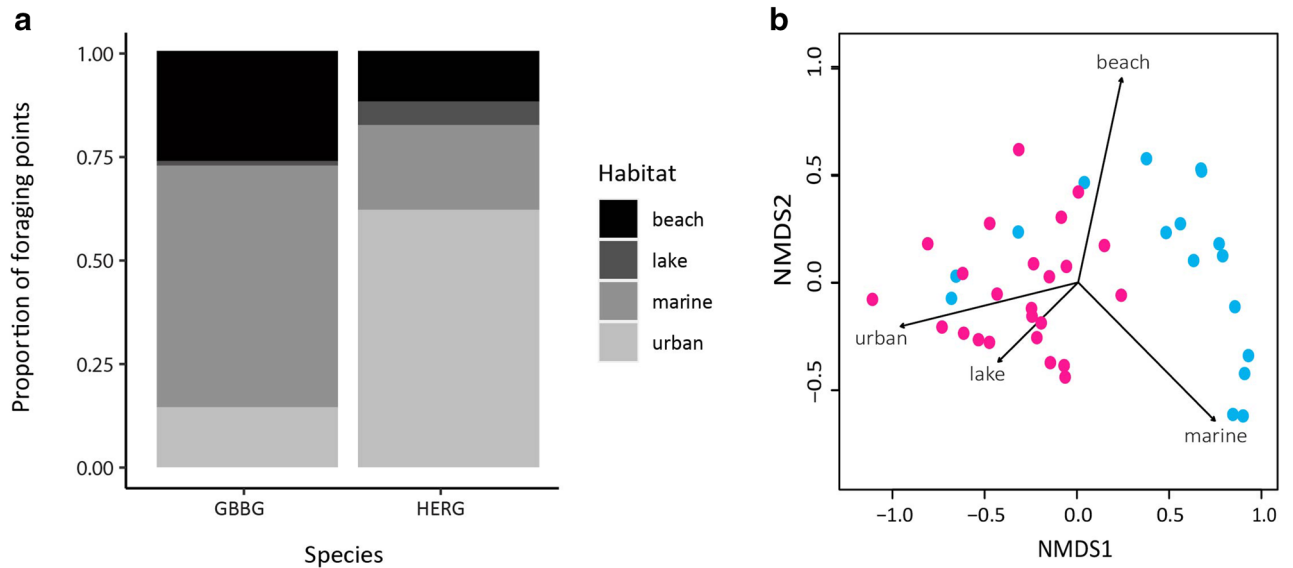 a
Proportion of foraging points
1.00
0.75
0.50
0.25
0.00
GBBG
HERG
Species
Habitat
beach
lake
marine
urban
b
NMDS2
1.0
0.5
0.0
−0.5
beach
urban
lake
marine
−1.0
−0.5
0.0
0.5
1.0
NMDS1